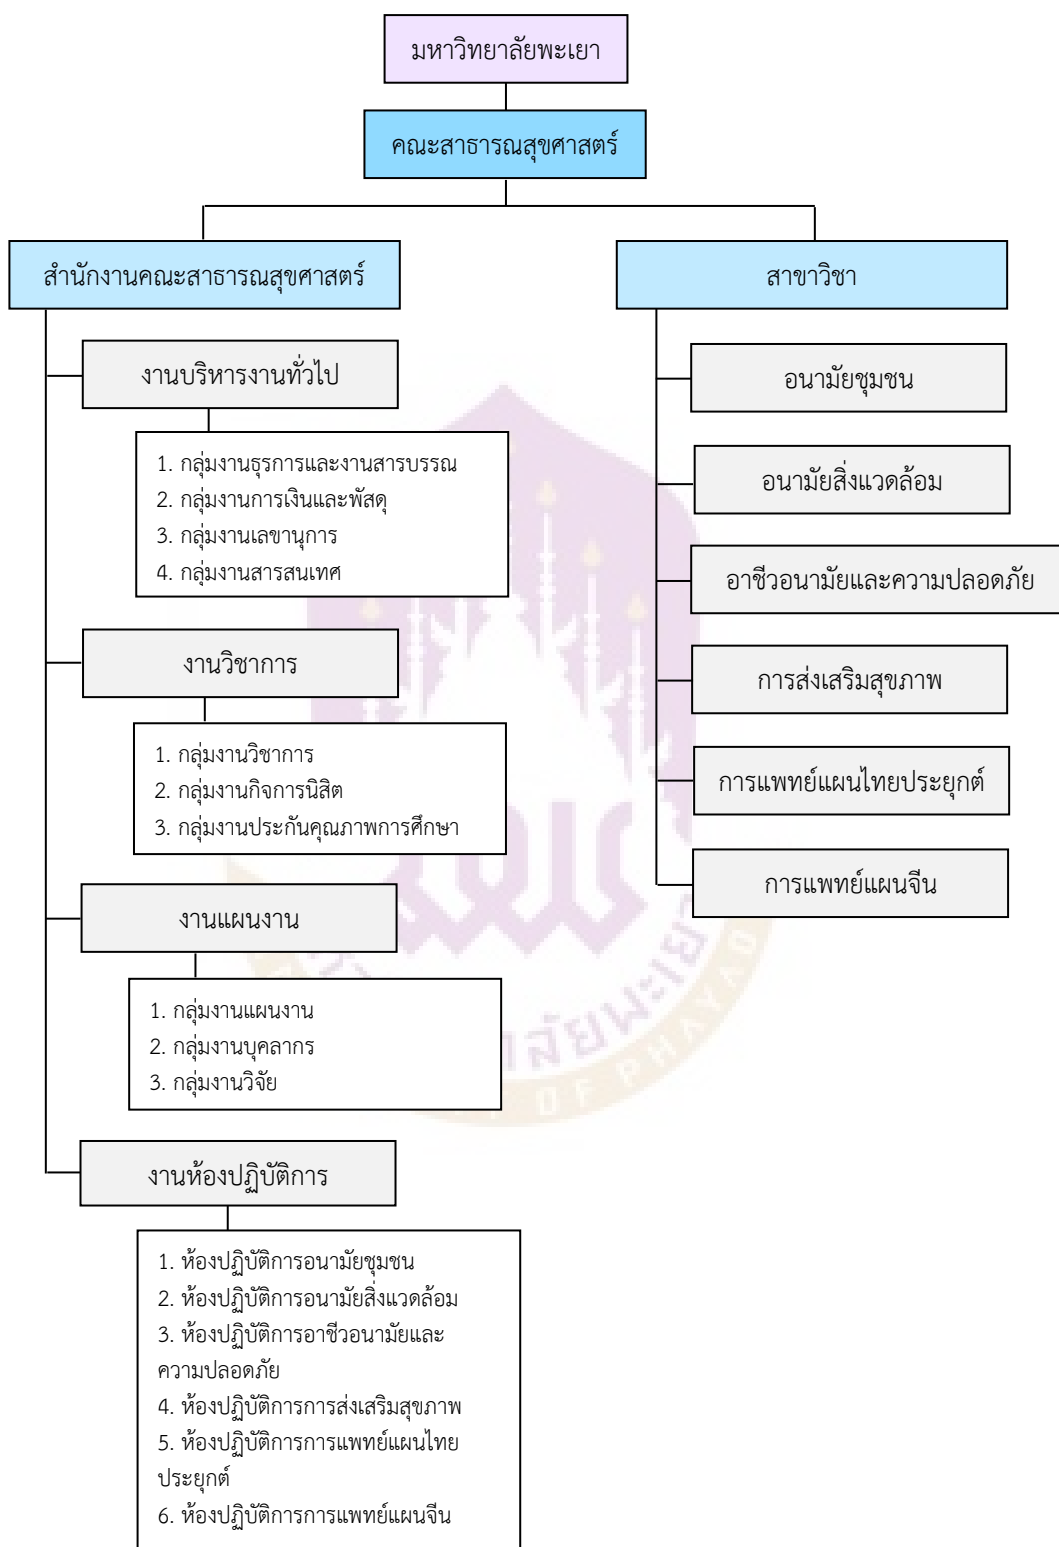 มหาวิทยาลัยพะเยา
คณะสาธารณสุขศาสตร์
สำนักงานคณะสาธารณสุขศาสตร์
งานบริหารงานทั่วไป
1. กลุ่มงานธุรการและงานสารบรรณ
2. กลุ่มงานการเงินและพัสดุ
3. กลุ่มงานเลขานุการ
4. กลุ่มงานสารสนเทศ
งานวิชาการ
1. กลุ่มงานวิชาการ
2. กลุ่มงานกิจการนิสิต
3. กลุ่มงานประกันคุณภาพการศึกษา
งานแผนงาน
1. กลุ่มงานแผนงาน
2. กลุ่มงานบุคลากร
3. กลุ่มงานวิจัย
งานห้องปฏิบัติการ
1. ห้องปฏิบัติการอนามัยชุมชน
2. ห้องปฏิบัติการอนามัยสิ่งแวดล้อม
3. ห้องปฏิบัติการอาชีวอนามัยและ
ความปลอดภัย
4. ห้องปฏิบัติการการส่งเสริมสุขภาพ
5. ห้องปฏิบัติการการแพทย์แผนไทย
ประยุกต์
6. ห้องปฏิบัติการการแพทย์แผนจีน
สาขาวิชา
อนามัยชุมชน
อนามัยสิ่งแวดล้อม
อาชีวอนามัยและความปลอดภัย
การส่งเสริมสุขภาพ
การแพทย์แผนไทยประยุกต์
การแพทย์แผนจีน
OF PHAYAO